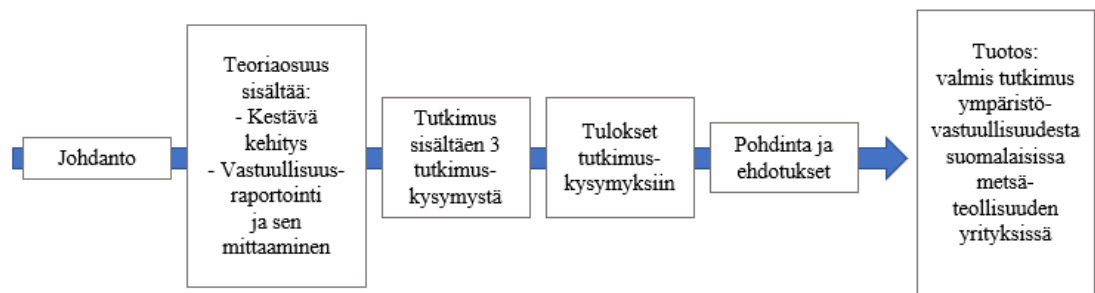 Johdanto
Teoriaosuus
sisältää:
- Kestävä
kehitys
- Vastuullisuus-
raportointi
ja sen
mittaaminen
Tutkimus
sisältäen 3
tutkimus-
kysymystä
Tulokset
tutkimus-
kysymyksiin
Pohdinta ja
ehdotukset
Tuotos:
valmis tutkimus
ympäristö-
vastuullisuudesta
suomalaisissa
metsä-
teollisuuden
yrityksissä